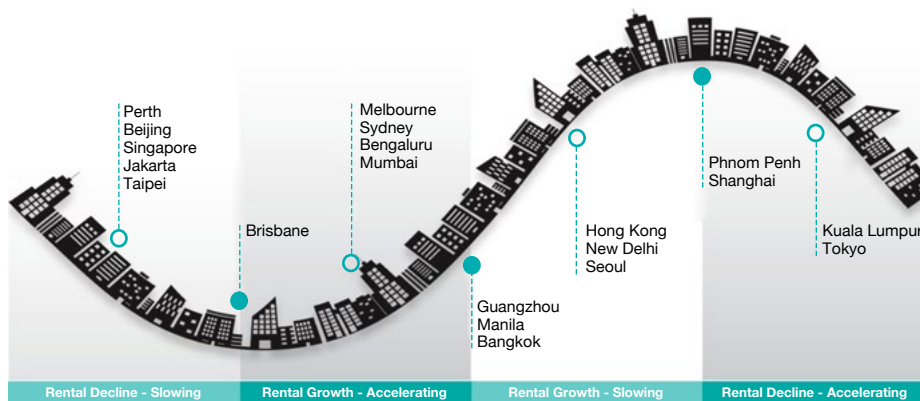 Perth
Beijing
Singapore
Jakarta
Taipei
Brisbane
Melbourne
Sydney
Bengaluru
Mumbai
Guangzhou
Manila
Bangkok
Hong Kong
New Delhi
Seoul
Phnom Penh
Shanghai
Kuala Lumpur
Tokyo
Rental Decline - Slowing
Rental Growth - Accelerating
Rental Growth - Slowing
Rental Decline - Accelerating